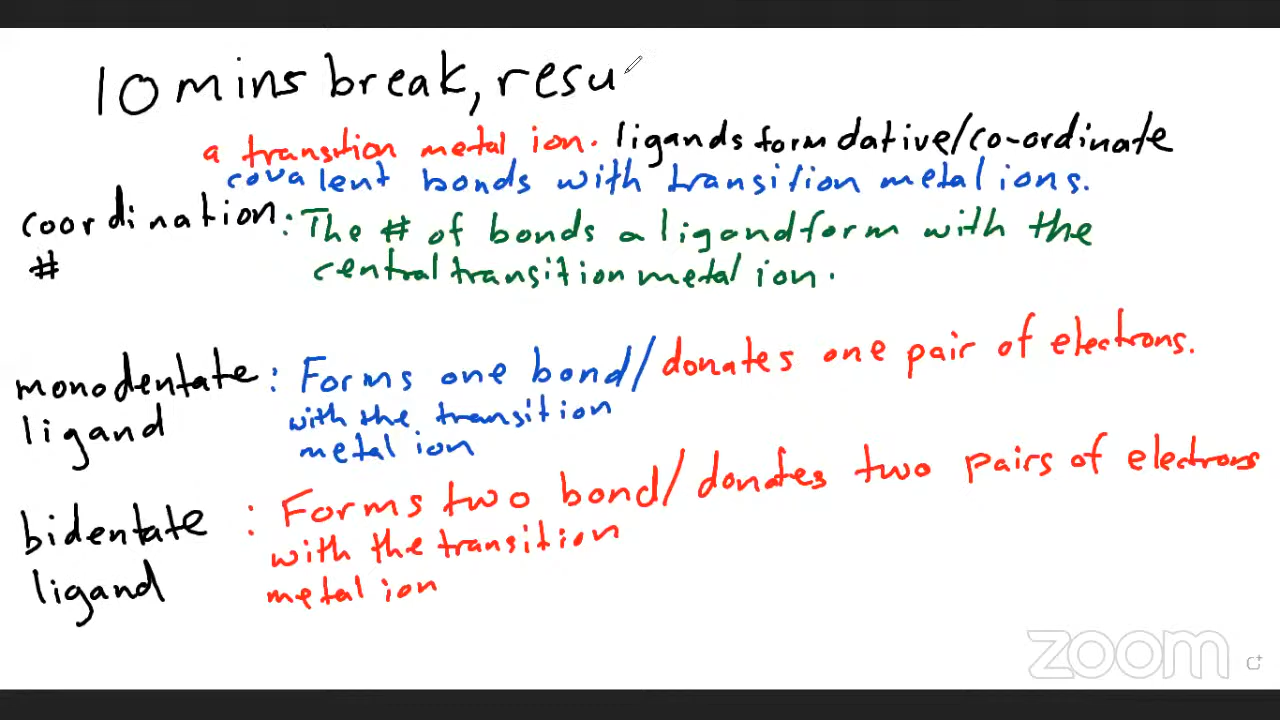 10 mins break, resu
a transition metal ion. ligands form dative/co-ordinate
covalent bonds with transition metal ions.
coordination : The # of bonds a ligand form with the
# central transition metal ion.
monodentate : Forms one bond/donates one pair of electrons.
ligand with the transition
metal ion
bidentate : Forms two bond/donates two pairs of electrons
ligand with the transition
metal ion
zoom